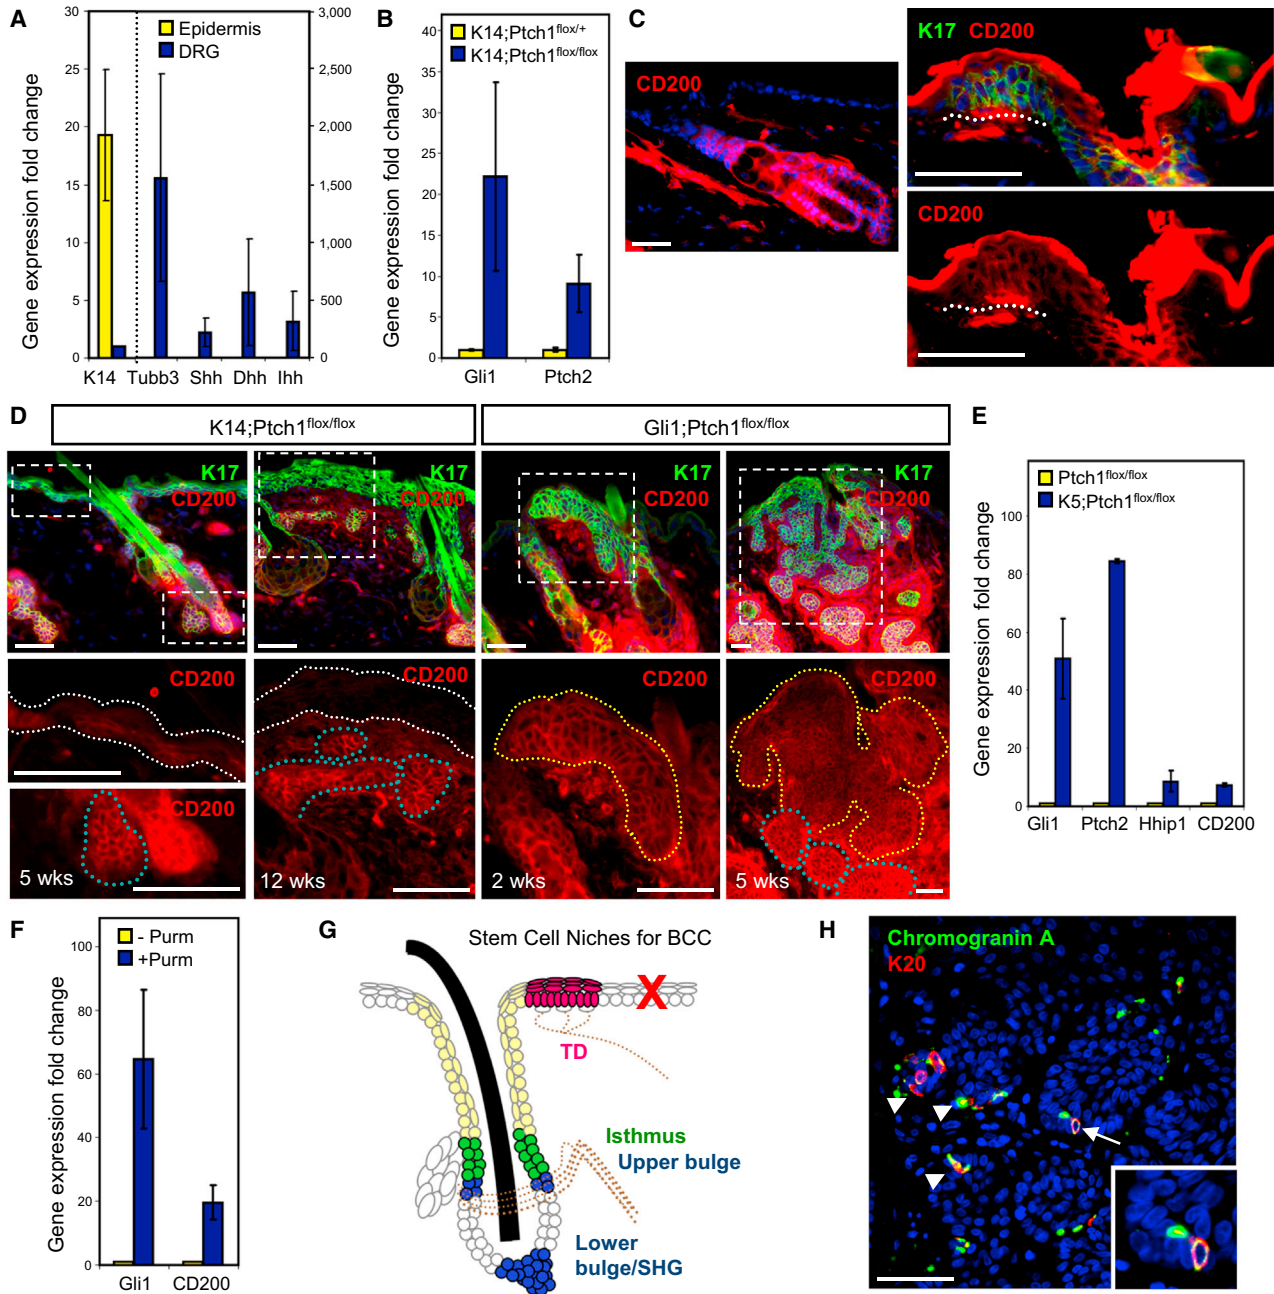 A
30
25
20
15
10
5
0
3,000
2,500
2,000
1,500
1,000
500
0
Gene expression fold change
Epidermis
DRG
K14 Tubb3 Shh Dhh Ihh
B
40
35
30
25
20
15
10
5
0
Gene expression fold change
K14;Ptch1flox/+
K14;Ptch1flox/flox
Gli1 Ptch2
C
CD200
K17 CD200
CD200
D
K14;Ptch1flox/flox
Gli1;Ptch1flox/flox
K17
CD200
K17
CD200
K17
CD200
K17
CD200
CD200
CD200
5 wks
CD200
12 wks
CD200
2 wks
CD200
5 wks
E
Ptch1flox/flox
K5;Ptch1flox/flox
100
80
60
40
20
0
Gene expression fold change
Gli1 Ptch2 Hhip1 CD200
F
- Purm
+Purm
100
80
60
40
20
0
Gene expression fold change
Gli1 CD200
G
Stem Cell Niches for BCC
X
TD
Isthmus
Upper bulge
Lower
bulge/SHG
H
Chromogranin A
K20